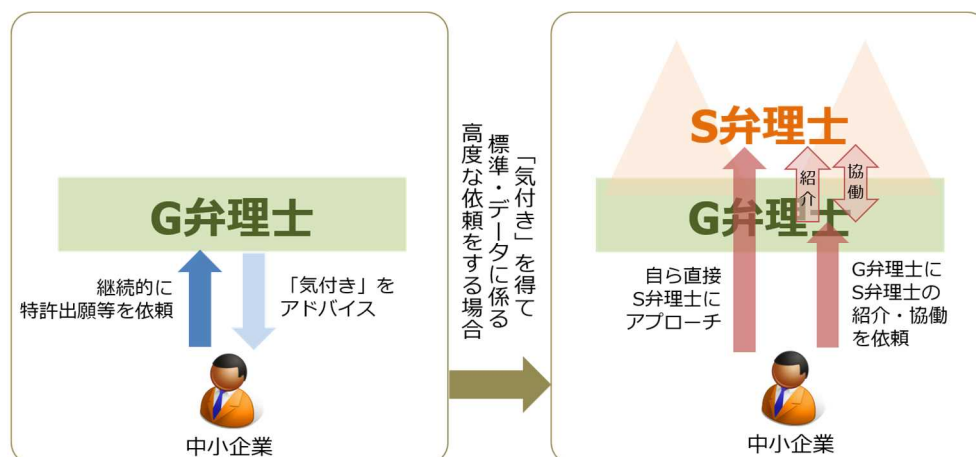 G弁理士
継続的に
特許出願等を依頼
「気付き」を
アドバイス
中小企業
「気付き」を得て
標準・データに係る
高度な依頼をする場合
S弁理士
紹介
協働
G弁理士
自ら直接
S弁理士に
アプローチ
G弁理士に
S弁理士の
紹介・協働
を依頼
中小企業